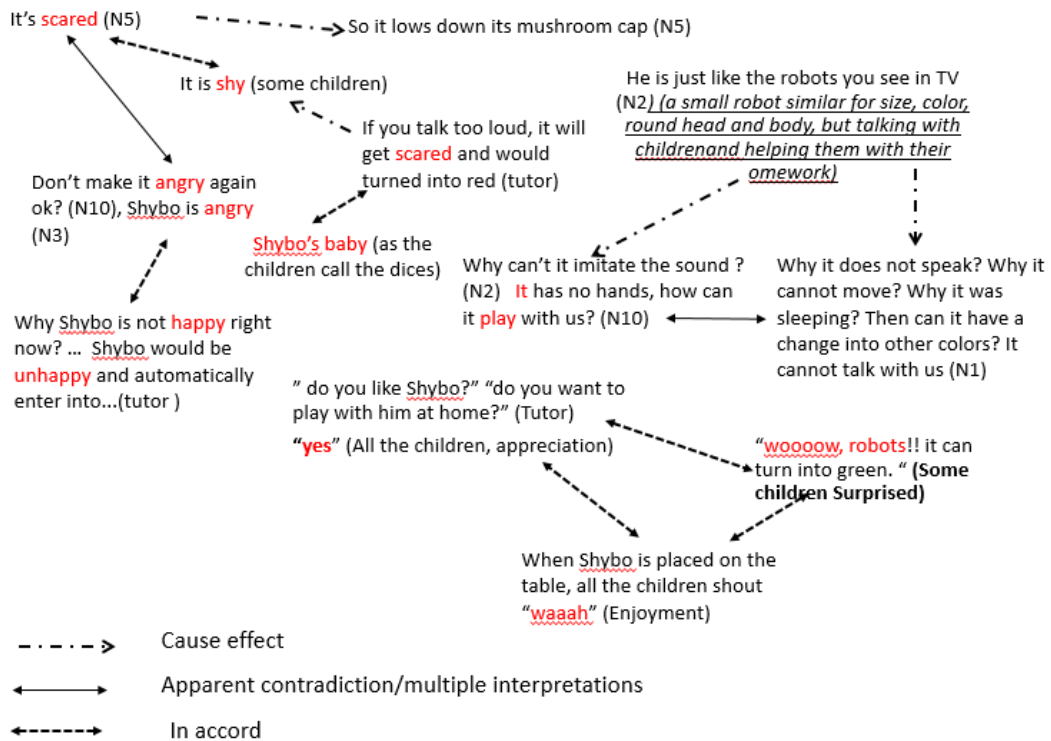 It's scared (N5)
So it lows down its mushroom cap (N5)
It is shy (some children)
He is just like the robots you see in TV
(N2) (a small robot similar for size, color,
round head and body, but talking with
childrenand helping them with their
omework)
If you talk too loud, it will
get scared and would
turned into red (tutor)
Don't make it angry again
ok? (N10), Shybo is angry
(N3)
Shybo's baby (as the
children call the dices)
Why can't it imitate the sound ?
(N2) It has no hands, how can
it play with us? (N10)
Why it does not speak? Why it
cannot move? Why it was
sleeping? Then can it have a
change into other colors? It
cannot talk with us (N1)
Why Shybo is not happy right
now? ... Shybo would be
unhappy and automatically
enter into...(tutor )
" do you like Shybo?" "do you want to
play with him at home?" (Tutor)
"yes" (All the children, appreciation)
"woooow, robots!! it can
turn into green. " (Some
children Surprised)
When Shybo is placed on the
table, all the children shout
"waaah" (Enjoyment)
Cause effect
Apparent contradiction/multiple interpretations
In accord